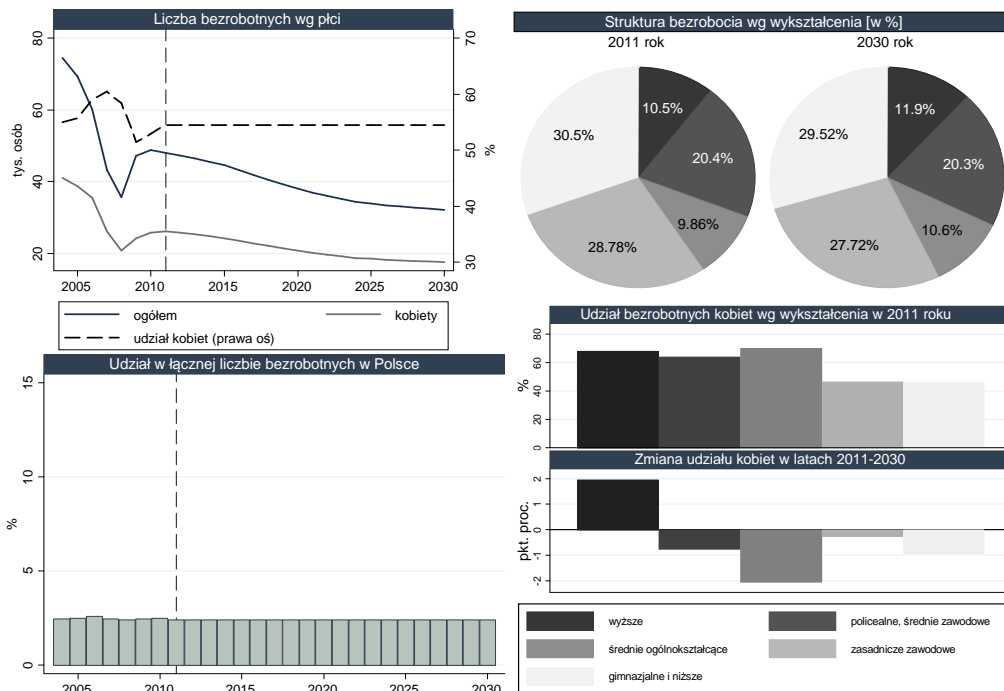 Liczba bezrobotnych wg płci
80
60
40
20
tys. osób
70
60
50
40
30
%
2005 2010 2015 2020 2025 2030
ogółem kobiety
udział kobiet (prawa oś)
Udział w łącznej liczbie bezrobotnych w Polsce
15
10
5
0
%
2005 2010 2015 2020 2025 2030
Struktura bezrobocia wg wykształcenia [w %]
2011 rok 2030 rok
10.5%
20.4%
9.86%
28.78%
30.5%
11.9%
20.3%
10.6%
27.72%
29.52%
Udział bezrobotnych kobiet wg wykształcenia w 2011 roku
80
60
40
20
0
%
Zmiana udziału kobiet w latach 2011-2030
2
1
0
-1
-2
pkt. proc.
wyższe policealne, średnie zawodowe
średnie ogólnokształcące zasadnicze zawodowe
gimnazjalne i niższe